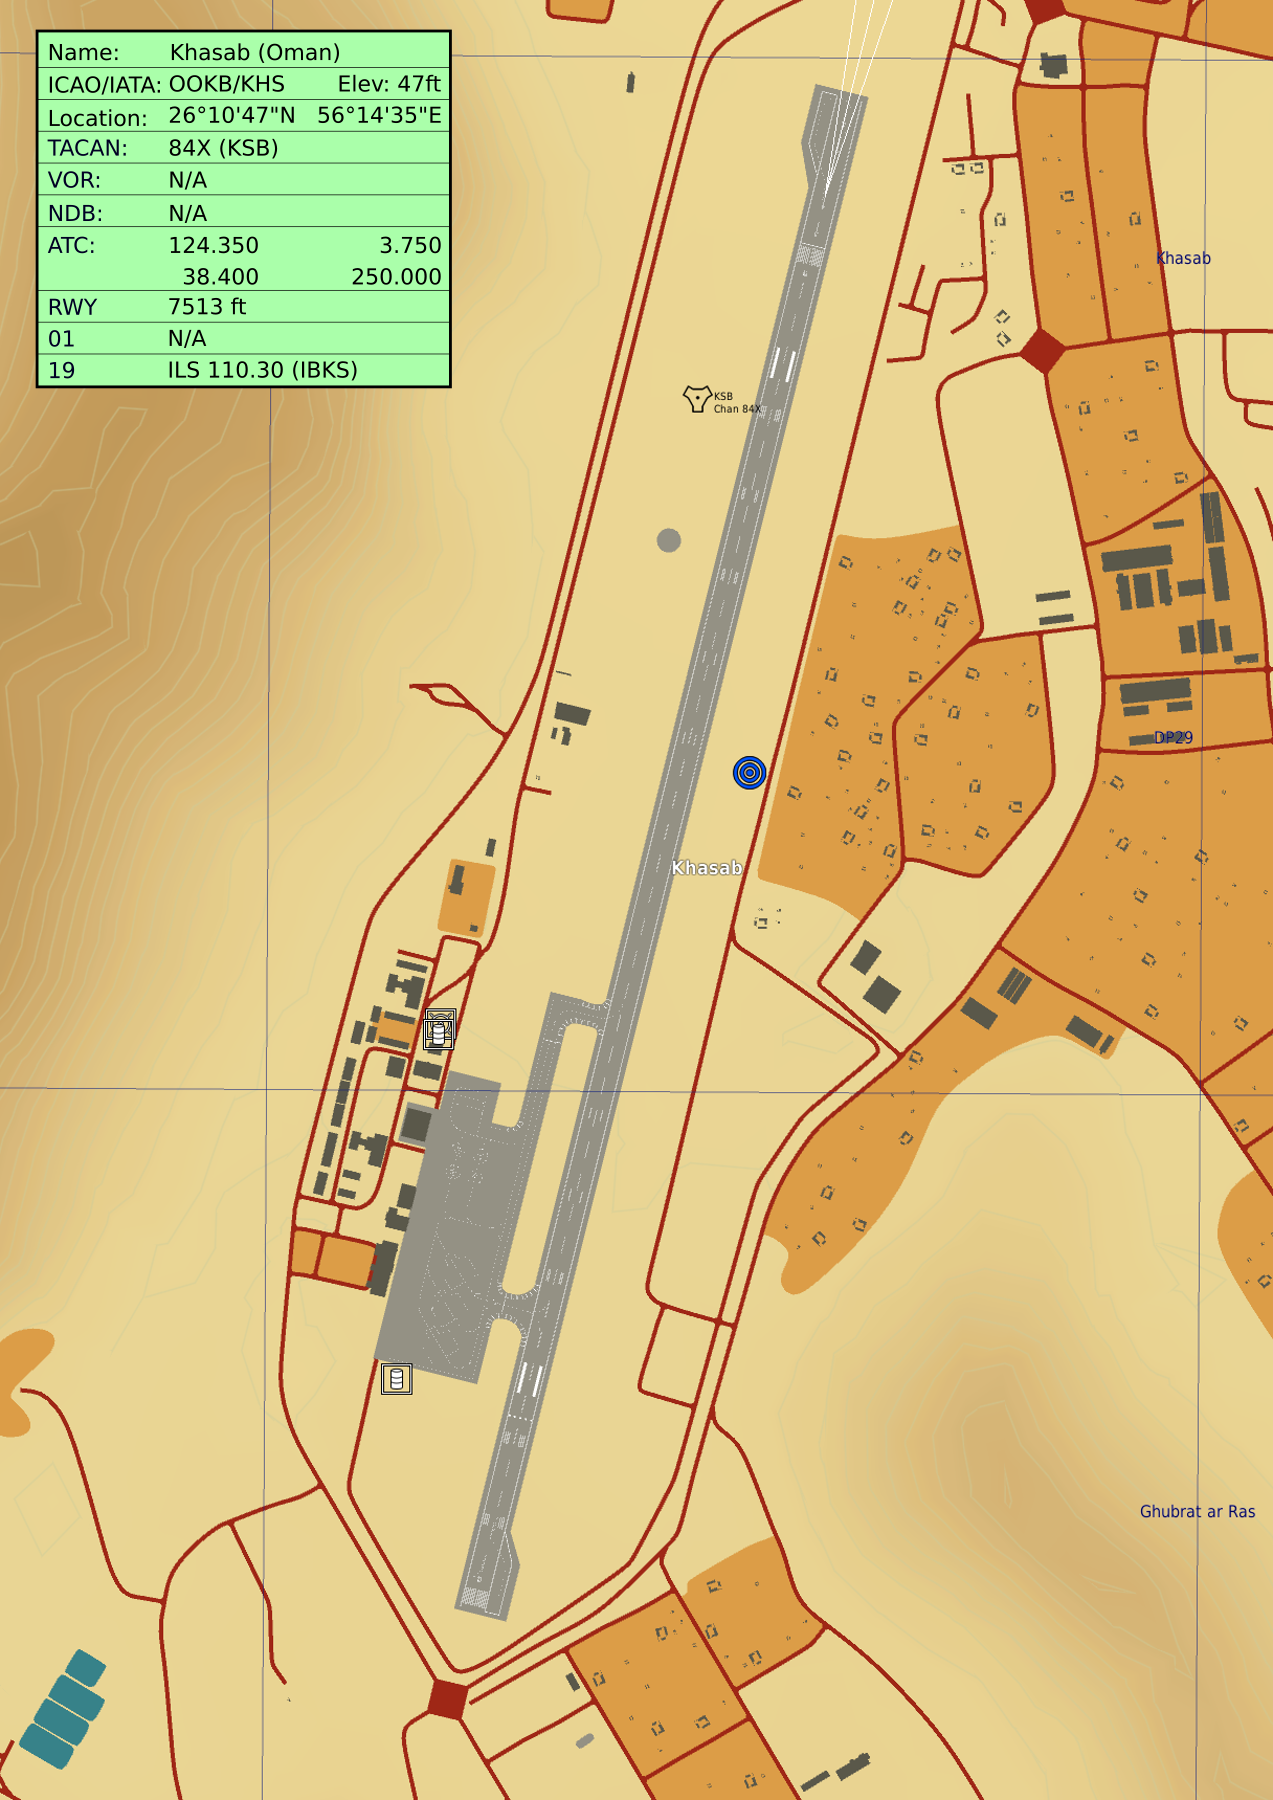 Name: Khasab (Oman)
ICAO/IATA: OOKB/KHS Elev: 47ft
Location: 26°10'47"N 56°14'35"E
TACAN: 84X (KSB)
VOR: N/A
NDB: N/A
ATC: 124.350 3.750
38.400 250.000
RWY 7513 ft
01 N/A
19 ILS 110.30 (IBKS)
Khasab
KSB
Chan 84X
DP29
Khasab
Ghubrat ar Ras